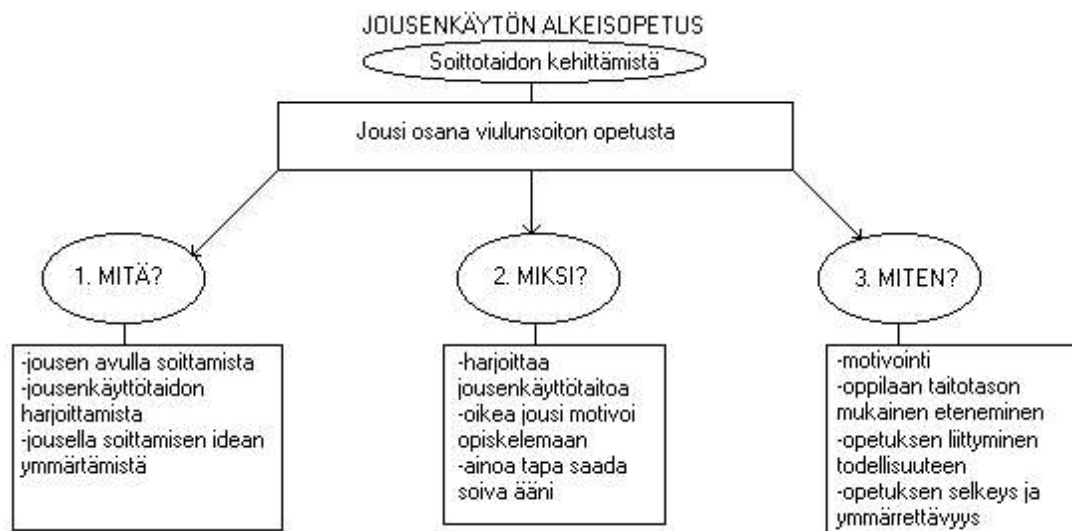 JOUSENKÄYTÖN ALKEISOPETUS
Soittotaidon kehittämistä
Jousi osana viulunsoiton opetusta
1. MITÄ?
2. MIKSI?
3. MITEN?
-jousen avulla soittamista
-jousenkäyttötaidon
harjoittamista
-jousella soittamisen idean
ymmärtämistä
-harjoittaa
jousenkäyttötaitoa
-oikea jousi motivoi
opiskelemaan
-ainoa tapa saada
soiva ääni
-motivointi
-oppilaan taitotason
mukainen eteneminen
-opetuksen liittyminen
todellisuuteen
-opetuksen selkeys ja
ymmärrettävyys